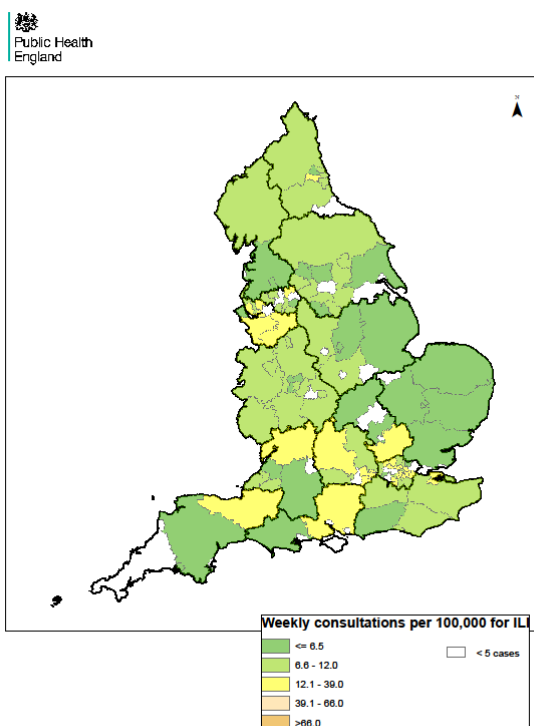 Public Health
England
N
Weekly consultations per 100,000 for ILI
<= 6.5
< 5 cases
6.6 - 12.0
12.1 - 39.0
39.1 - 66.0
>66.0